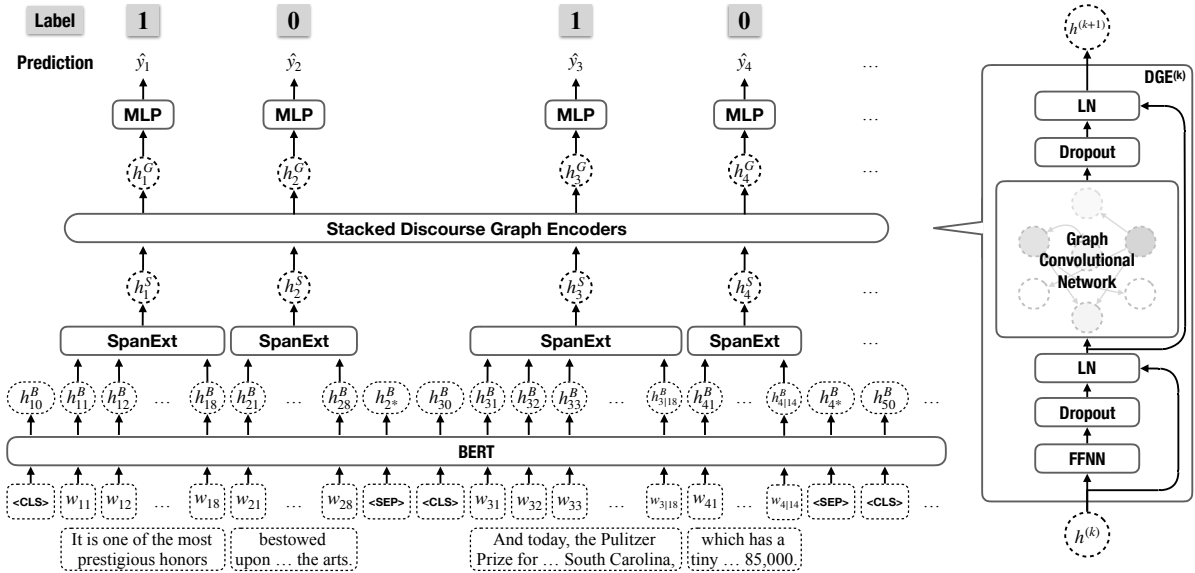 Label 1 0 1 0
Prediction ŷ₁ ŷ₂ ŷ₃ ŷ₄ …
MLP MLP MLP MLP …
h₁ᴳ h₂ᴳ h₃ᴳ h₄ᴳ …
Stacked Discourse Graph Encoders
h₁ˢ h₂ˢ h₃ˢ h₄ˢ …
SpanExt SpanExt SpanExt SpanExt …
h₁₀ᴮ h₁₁ᴮ h₁₂ᴮ … h₁₈ᴮ h₂₁ᴮ … h₂₈ᴮ h₂*ᴮ h₃₀ᴮ h₃₁ᴮ h₃₂ᴮ h₃₃ᴮ … h₃|₁₈ᴮ h₄₁ᴮ … h₄|₁₄ᴮ h₄*ᴮ h₅₀ᴮ …
BERT
<CLS> w₁₁ w₁₂ … w₁₈ w₂₁ … w₂₈ <SEP> <CLS> w₃₁ w₃₂ w₃₃ … w₃|₁₈ w₄₁ … w₄|₁₄ <SEP> <CLS> …
It is one of the most
prestigious honors
bestowed
upon … the arts.
And today, the Pulitzer
Prize for … South Carolina,
which has a
tiny … 85,000.
h⁽ᵏ⁺¹⁾
DGE⁽ᵏ⁾
LN
Dropout
Graph
Convolutional
Network
LN
Dropout
FFNN
h⁽ᵏ⁾